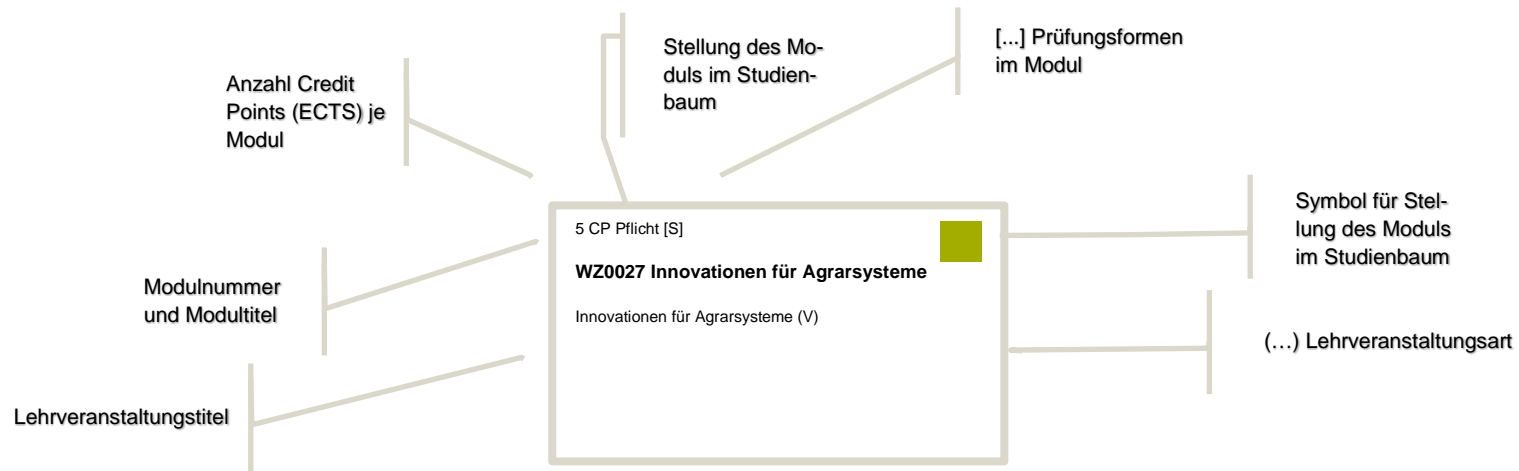 Anzahl Credit
Points (ECTS) je
Modul
Stellung des Mo-
duls im Studien-
baum
[...] Prüfungsformen
im Modul
Symbol für Stel-
lung des Moduls
im Studienbaum
5 CP Pflicht [S]
WZ0027 Innovationen für Agrarsysteme
Innovationen für Agrarsysteme (V)
Modulnummer
und Modultitel
(…) Lehrveranstaltungsart
Lehrveranstaltungstitel